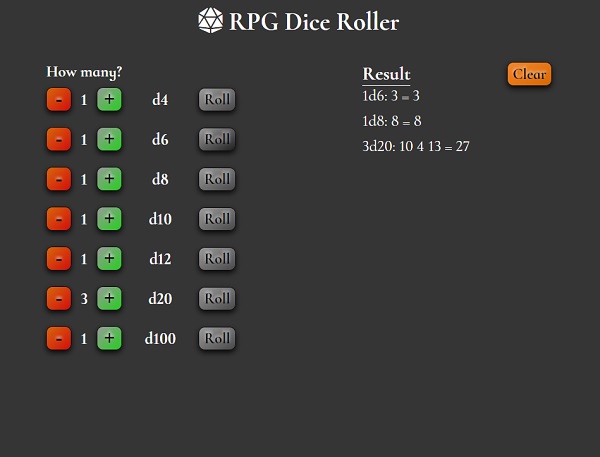 RPG Dice Roller
How many?
- 1 + d4 Roll
- 1 + d6 Roll
- 1 + d8 Roll
- 1 + d10 Roll
- 1 + d12 Roll
- 3 + d20 Roll
- 1 + d100 Roll
Result
Clear
1d6: 3 = 3
1d8: 8 = 8
3d20: 10 4 13 = 27